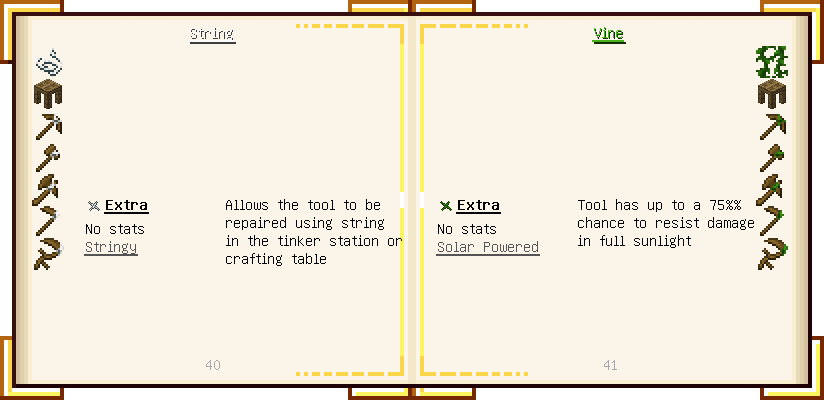 String
Extra
No stats
Stringy
Allows the tool to be
repaired using string
in the tinker station or
crafting table
40
Vine
Extra
No stats
Solar Powered
Tool has up to a 75%%
chance to resist damage
in full sunlight
41